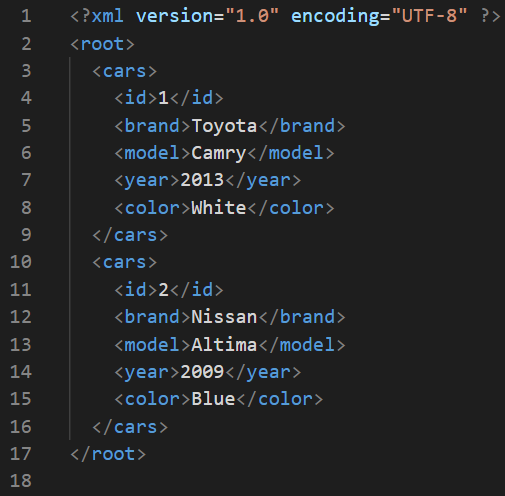 1 <?xml version="1.0" encoding="UTF-8" ?>
2 <root>
3 <cars>
4 <id>1</id>
5 <brand>Toyota</brand>
6 <model>Camry</model>
7 <year>2013</year>
8 <color>White</color>
9 </cars>
10 <cars>
11 <id>2</id>
12 <brand>Nissan</brand>
13 <model>Altima</model>
14 <year>2009</year>
15 <color>Blue</color>
16 </cars>
17 </root>
18